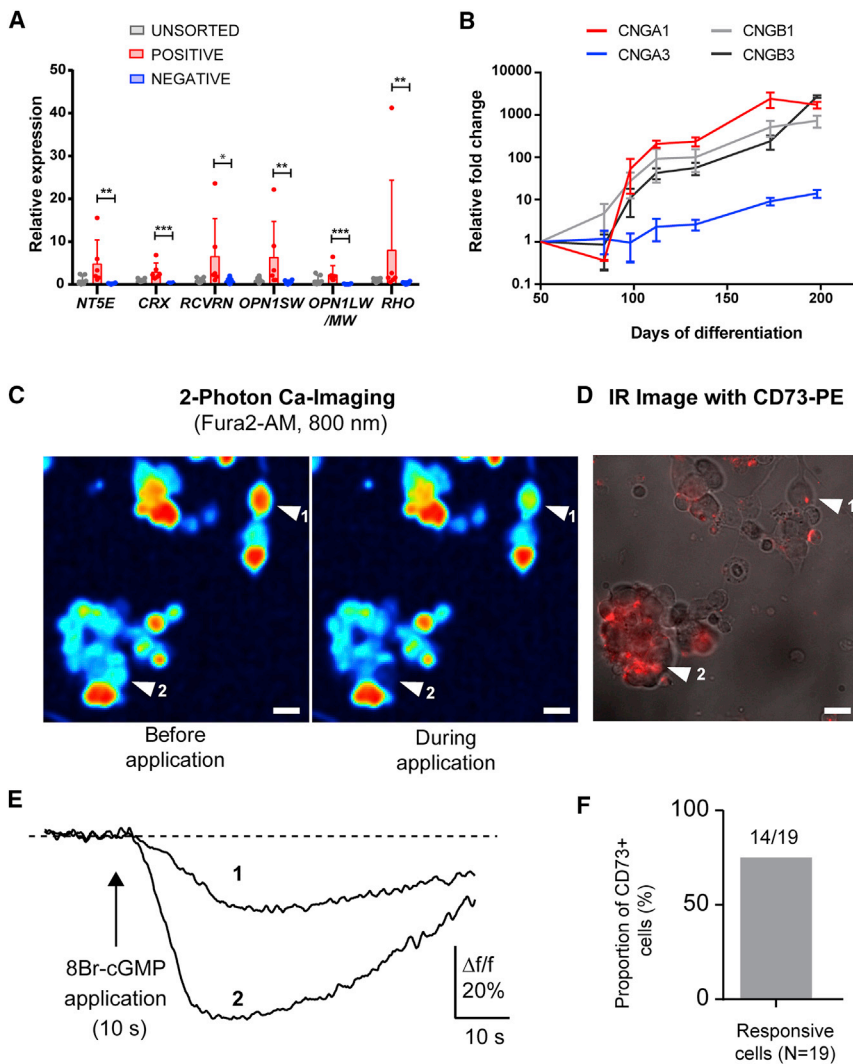 A
UNSORTED
POSITIVE
NEGATIVE
Relative expression
50
40
30
20
10
0
**
***
*
**
***
**
NT5E CRX RCVRN OPN1SW OPN1LW RHO
/MW
B
CNGA1 CNGB1
CNGA3 CNGB3
Relative fold change
10000
1000
100
10
1
0.1
50 100 150 200
Days of differentiation
C 2-Photon Ca-Imaging
(Fura2-AM, 800 nm)
1
2
1
2
Before
application
During
application
D IR Image with CD73-PE
1
2
E
1
2
8Br-cGMP
application
(10 s)
Δf/f
20%
10 s
F
Proportion of CD73+
cells (%)
100
50
0
14/19
Responsive
cells (N=19)